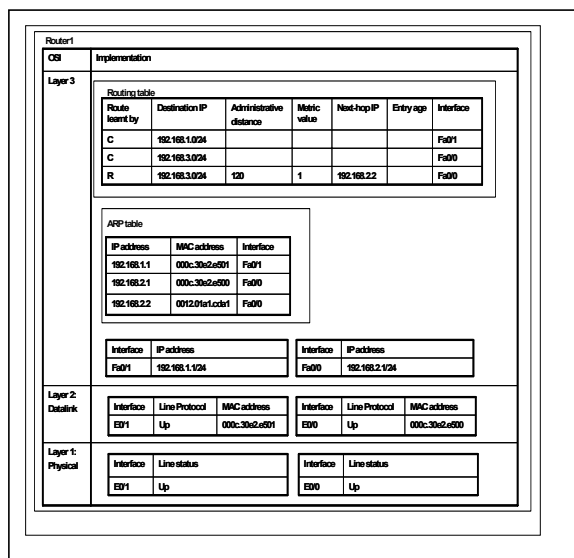 Router1
OSI Implementation
Layer 3
Routing table
Route learnt by Destination IP Administrative distance Metric value Next-hop IP Entry age Interface
C 192.168.1.0/24 Fa0/1
C 192.168.3.0/24 Fa0/0
R 192.168.3.0/24 120 1 192.168.2.2 Fa0/0
ARP table
IP address MAC address Interface
192.168.1.1 000c.30e2.e501 Fa0/1
192.168.2.1 000c.30e2.e500 Fa0/0
192.168.2.2 0012.01a1.cda1 Fa0/0
Interface IP address Interface IP address
Fa0/1 192.168.1.1/24 Fa0/0 192.168.2.1/24
Layer 2: Datalink
Interface Line Protocol MAC address Interface Line Protocol MAC address
E0/1 Up 000c.30e2.e501 E0/0 Up 000c.30e2.e500
Layer 1: Physical
Interface Line status Interface Line status
E0/1 Up E0/0 Up